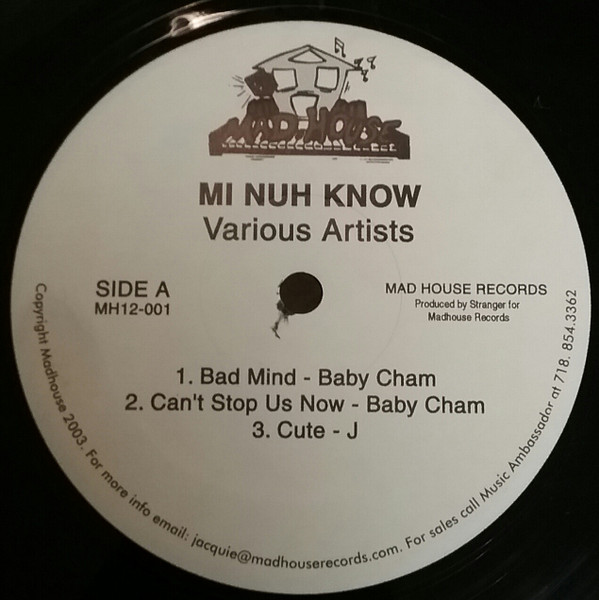 MAD HOUSE
MI NUH KNOW
Various Artists
SIDE A
MH12-001
MAD HOUSE RECORDS
Produced by Stranger for
Madhouse Records
1. Bad Mind - Baby Cham
2. Can't Stop Us Now - Baby Cham
3. Cute - J
Copyright Madhouse 2003. For more info email: jacquie@madhouserecords.com. For sales call Music Ambassador at 718. 854.3362